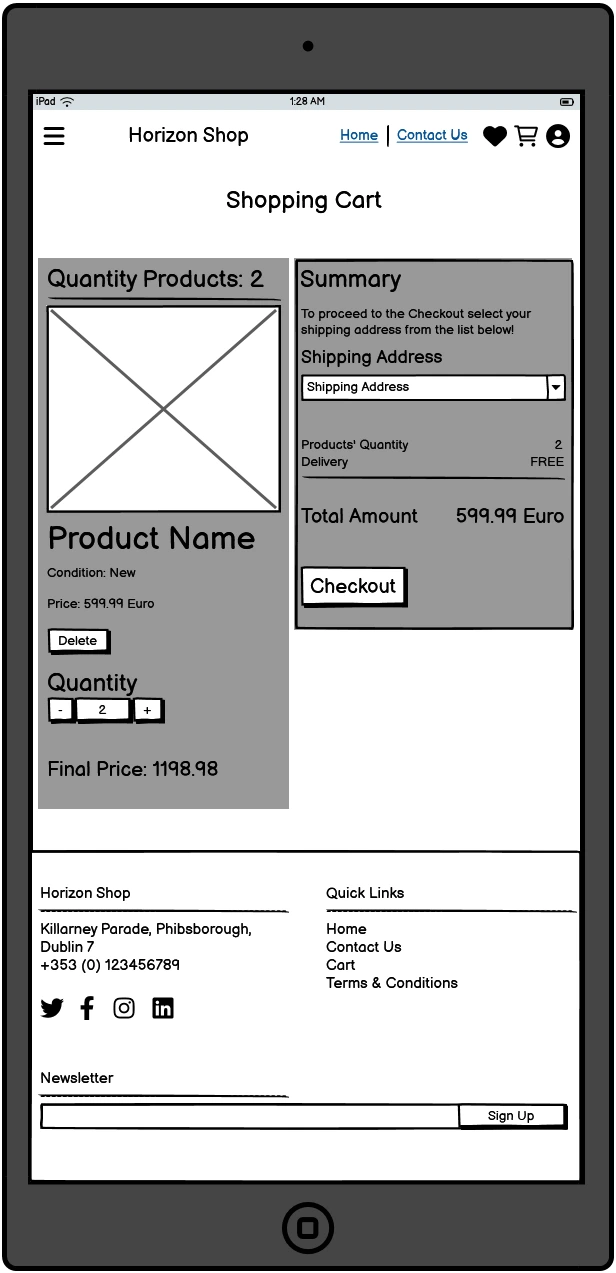 iPad
1:28 AM
Horizon Shop
Home
Contact Us
Shopping Cart
Quantity Products: 2
Product Name
Condition: New
Price: 599.99 Euro
Delete
Quantity
-
2
+
Final Price: 1198.98
Summary
To proceed to the Checkout select your
shipping address from the list below!
Shipping Address
Shipping Address
Products' Quantity 2
Delivery FREE
Total Amount 599.99 Euro
Checkout
Horizon Shop
Killarney Parade, Phibsborough,
Dublin 7
+353 (0) 123456789
Quick Links
Home
Contact Us
Cart
Terms & Conditions
Newsletter
Sign Up